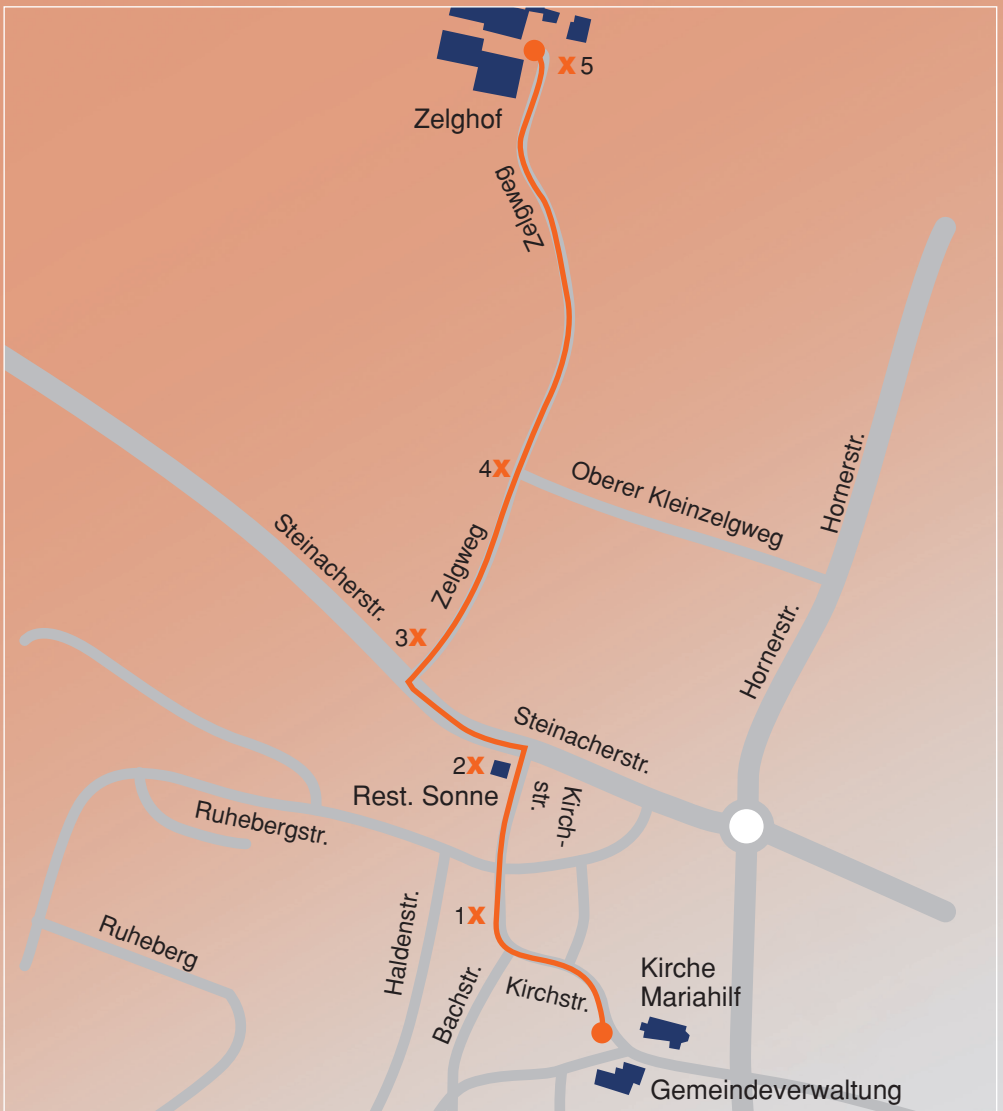 X 5
Zelghof
Zelgweg
4 X
Oberer Kleinzelgweg
Hornerstr.
Steinacherstr.
Zelgweg
3 X
Hornerstr.
Steinacherstr.
2 X
Rest. Sonne
Kirch-
str.
Ruhebergstr.
1 X
Haldenstr.
Ruheberg
Bachstr.
Kirchstr.
Kirche
Mariahilf
Gemeindeverwaltung